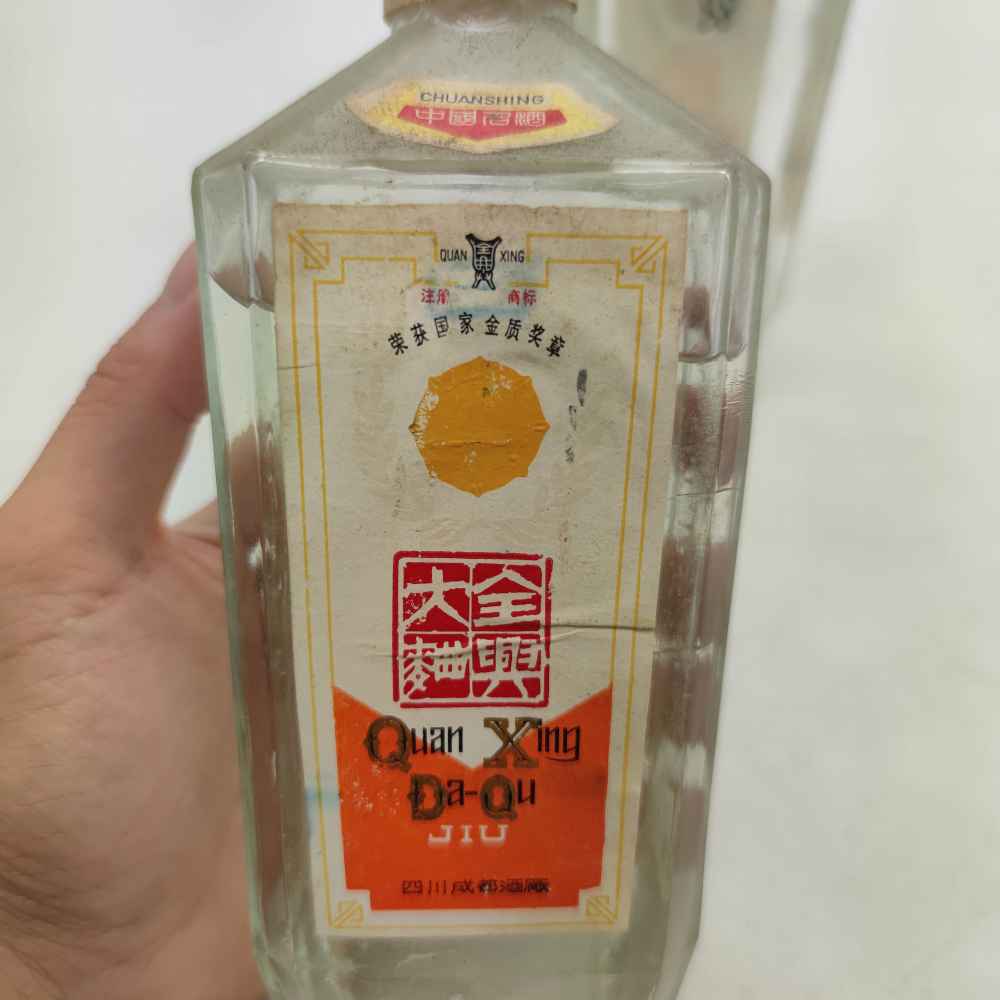 CHUANSHING
中國名酒
QUAN XING
注册 商标
荣获国家金质奖章
全興
大麯
Quan Xing
Da-Qu
JIU
四川成都酒厰